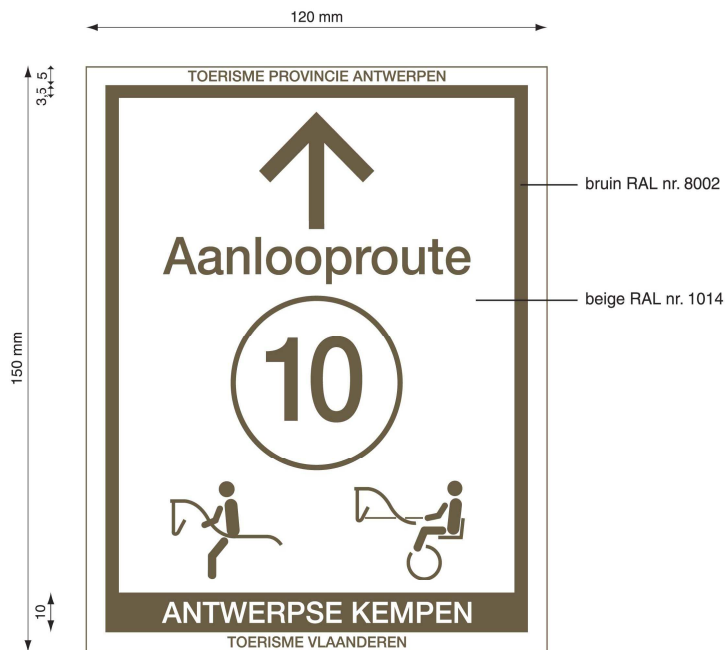 120 mm
5
3,5
TOERISME PROVINCIE ANTWERPEN
bruin RAL nr. 8002
Aanlooproute
beige RAL nr. 1014
150 mm
10
10
ANTWERPSE KEMPEN
TOERISME VLAANDEREN